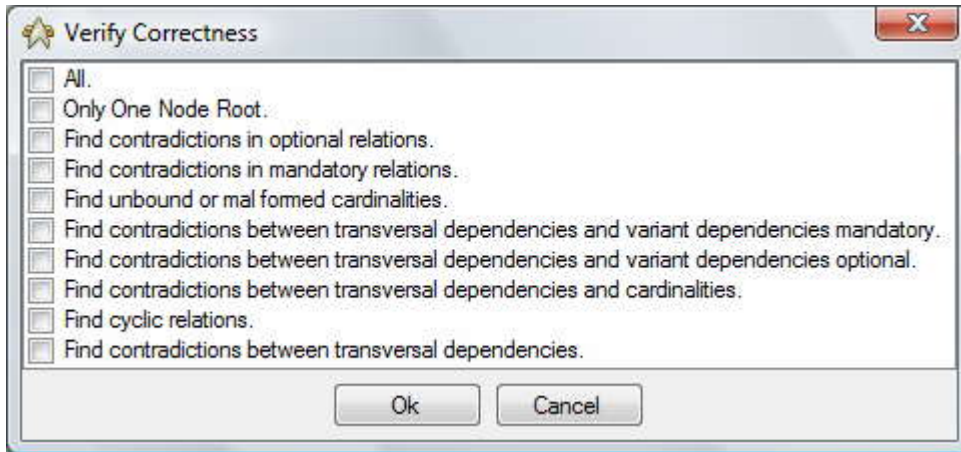 Verify Correctness
All.
Only One Node Root.
Find contradictions in optional relations.
Find contradictions in mandatory relations.
Find unbound or mal formed cardinalities.
Find contradictions between transversal dependencies and variant dependencies mandatory.
Find contradictions between transversal dependencies and variant dependencies optional.
Find contradictions between transversal dependencies and cardinalities.
Find cyclic relations.
Find contradictions between transversal dependencies.
Ok Cancel